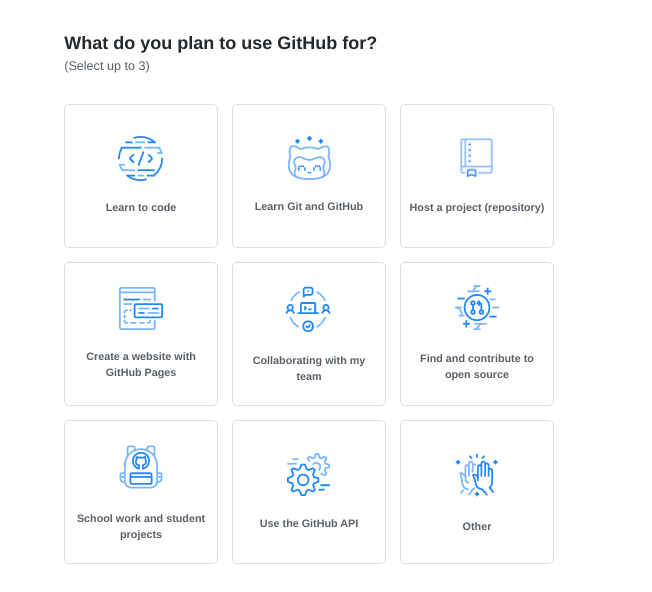 What do you plan to use GitHub for?
(Select up to 3)
Learn to code
Learn Git and GitHub
Host a project (repository)
Create a website with
GitHub Pages
Collaborating with my
team
Find and contribute to
open source
School work and student
projects
Use the GitHub API
Other